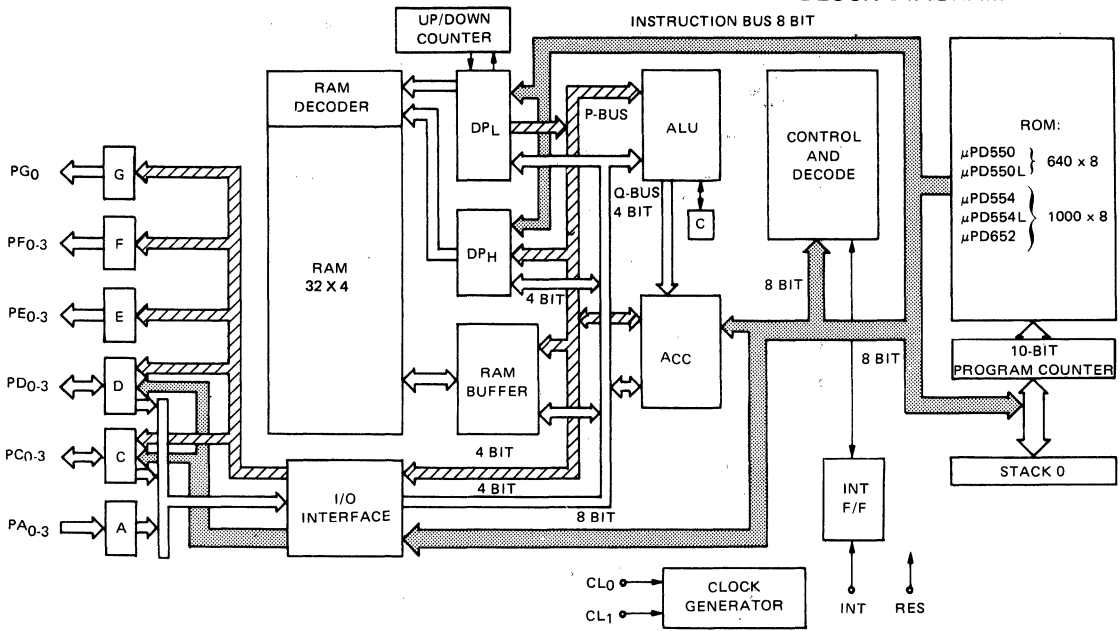 INSTRUCTION BUS 8 BIT
UP/DOWN
COUNTER
RAM
DECODER
DPL
P-BUS
ALU
CONTROL
AND
DECODE
ROM:
μPD550
μPD550L
640 x 8
μPD554
μPD554L
μPD652
1000 x 8
PG0
G
Q-BUS
4 BIT
C
PF0-3
F
DPH
RAM
32 X 4
4 BIT
8 BIT
PE0-3
E
RAM
BUFFER
ACC
8 BIT
10-BIT
PROGRAM COUNTER
PD0-3
D
PC0-3
C
4 BIT
STACK 0
I/O
INTERFACE
4 BIT
8 BIT
INT
F/F
PA0-3
A
CL0
CL1
CLOCK
GENERATOR
INT
RES